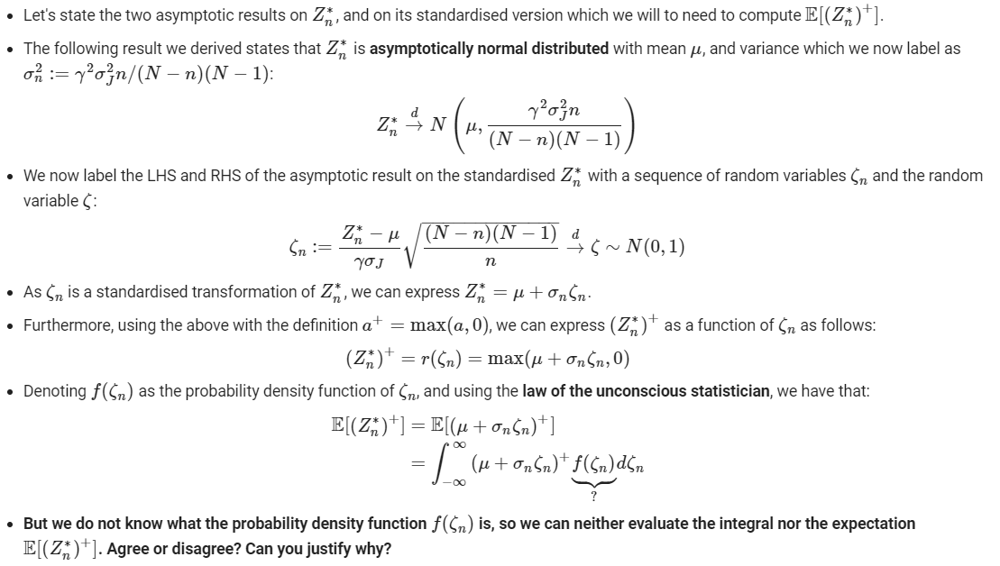 • Let's state the two asymptotic results on $Z_n^*$, and on its standardised version which we will to need to compute $\mathbb{E}[(Z_n^*)^+]$.
• The following result we derived states that $Z_n^*$ is asymptotically normal distributed with mean $\mu$, and variance which we now label as
$\sigma_n^2 := \gamma^2 \sigma_J^2 n/(N-n)(N-1)$:
$Z_n^* \xrightarrow{d} N\left(\mu, \frac{\gamma^2 \sigma_J^2 n}{(N-n)(N-1)}\right)$
• We now label the LHS and RHS of the asymptotic result on the standardised $Z_n^*$ with a sequence of random variables $\zeta_n$ and the random
variable $\zeta$:
$\zeta_n := \frac{Z_n^* - \mu}{\gamma \sigma_J} \sqrt{\frac{(N-n)(N-1)}{n}} \xrightarrow{d} \zeta \sim N(0,1)$
• As $\zeta_n$ is a standardised transformation of $Z_n^*$, we can express $Z_n^* = \mu + \sigma_n \zeta_n$.
• Furthermore, using the above with the definition $a^+ = \max(a, 0)$, we can express $(Z_n^*)^+$ as a function of $\zeta_n$ as follows:
$(Z_n^*)^+ = r(\zeta_n) = \max(\mu + \sigma_n \zeta_n, 0)$
• Denoting $f(\zeta_n)$ as the probability density function of $\zeta_n$, and using the law of the unconscious statistician, we have that:
$\mathbb{E}[(Z_n^*)^+] = \mathbb{E}[(\mu + \sigma_n \zeta_n)^+]$
$= \int_{-\infty}^{\infty} (\mu + \sigma_n \zeta_n)^+ \underbrace{f(\zeta_n)}_{?} d\zeta_n$
• But we do not know what the probability density function $f(\zeta_n)$ is, so we can neither evaluate the integral nor the expectation
$\mathbb{E}[(Z_n^*)^+]$. Agree or disagree? Can you justify why?